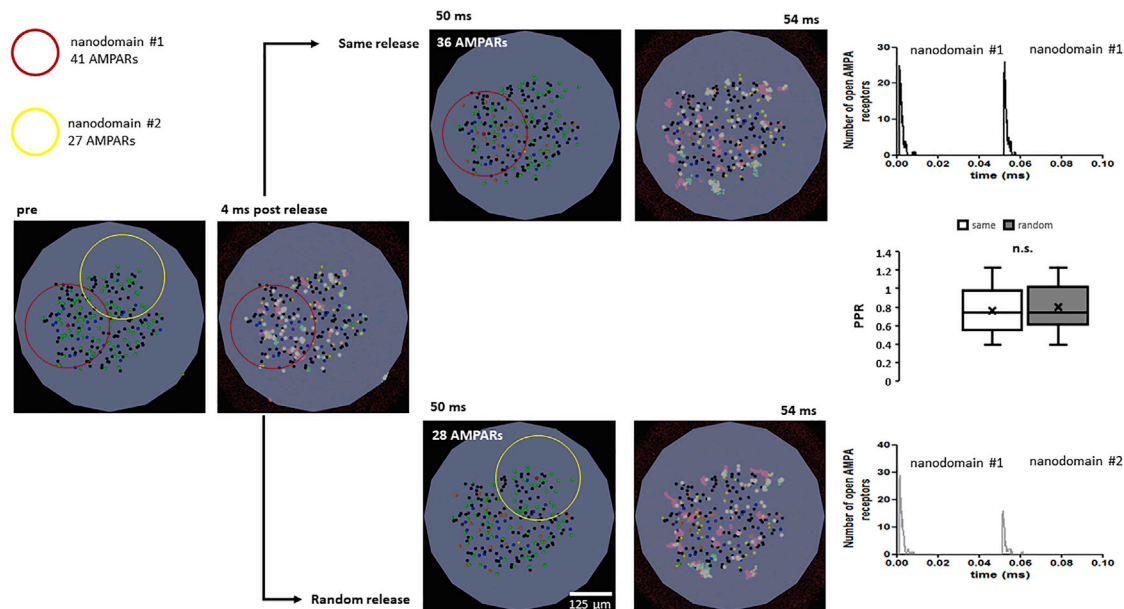 nanodomain #1
41 AMPARs
nanodomain #2
27 AMPARs
pre
4 ms post release
Same release
50 ms
36 AMPARs
54 ms
nanodomain #1
nanodomain #1
Number of open AMPA
receptors
30
20
10
0
0.00
0.02
0.04
0.06
0.08
0.10
time (ms)
same
random
n.s.
PPR
1.4
1.2
1
0.8
0.6
0.4
0.2
0
Random release
50 ms
28 AMPARs
125 µm
54 ms
nanodomain #1
nanodomain #2
Number of open AMPA
receptors
40
30
20
10
0
0.00
0.02
0.04
0.06
0.08
0.10
time (ms)